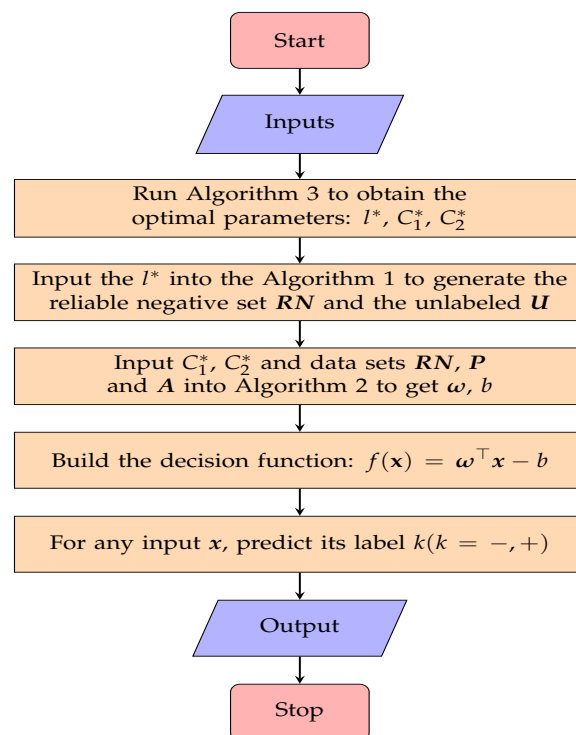 Start
Inputs
Run Algorithm 3 to obtain the
optimal parameters: l*, C₁*, C₂*
Input the l* into the Algorithm 1 to generate the
reliable negative set RN and the unlabeled U
Input C₁*, C₂* and data sets RN, P
and A into Algorithm 2 to get ω, b
Build the decision function: f(x) = ω⊤x − b
For any input x, predict its label k(k = −, +)
Output
Stop